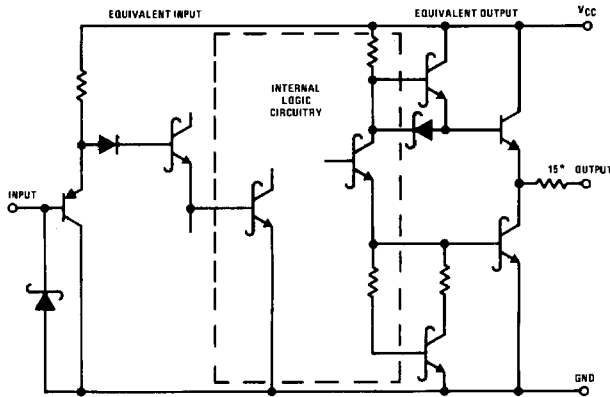 EQUIVALENT INPUT
EQUIVALENT OUTPUT
VCC
INTERNAL
LOGIC
CIRCUITRY
INPUT
15* OUTPUT
GND